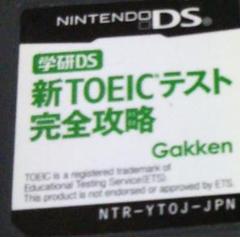 NINTENDO DS
学研DS
新TOEIC™テスト
完全攻略
Gakken
TOEIC is a registered trademark of
Educational Testing Service(ETS).
This product is not endorsed or approved by ETS.
NTR-YTOJ-JPN